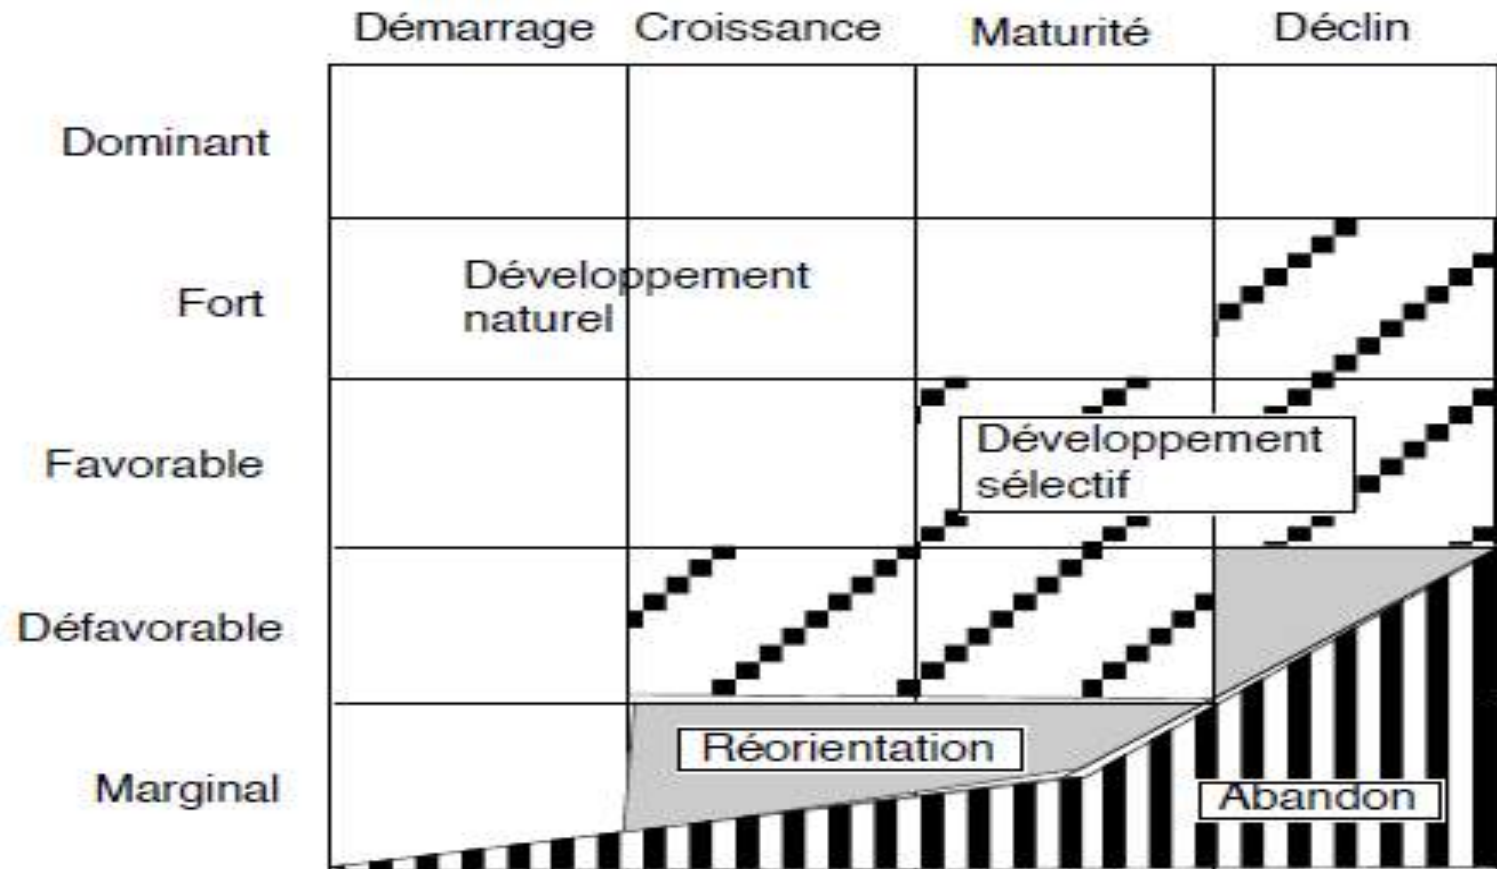 Démarrage Croissance Maturité Déclin
Dominant
Fort
Développement
naturel
Favorable
Développement
sélectif
Défavorable
Réorientation
Marginal
Abandon